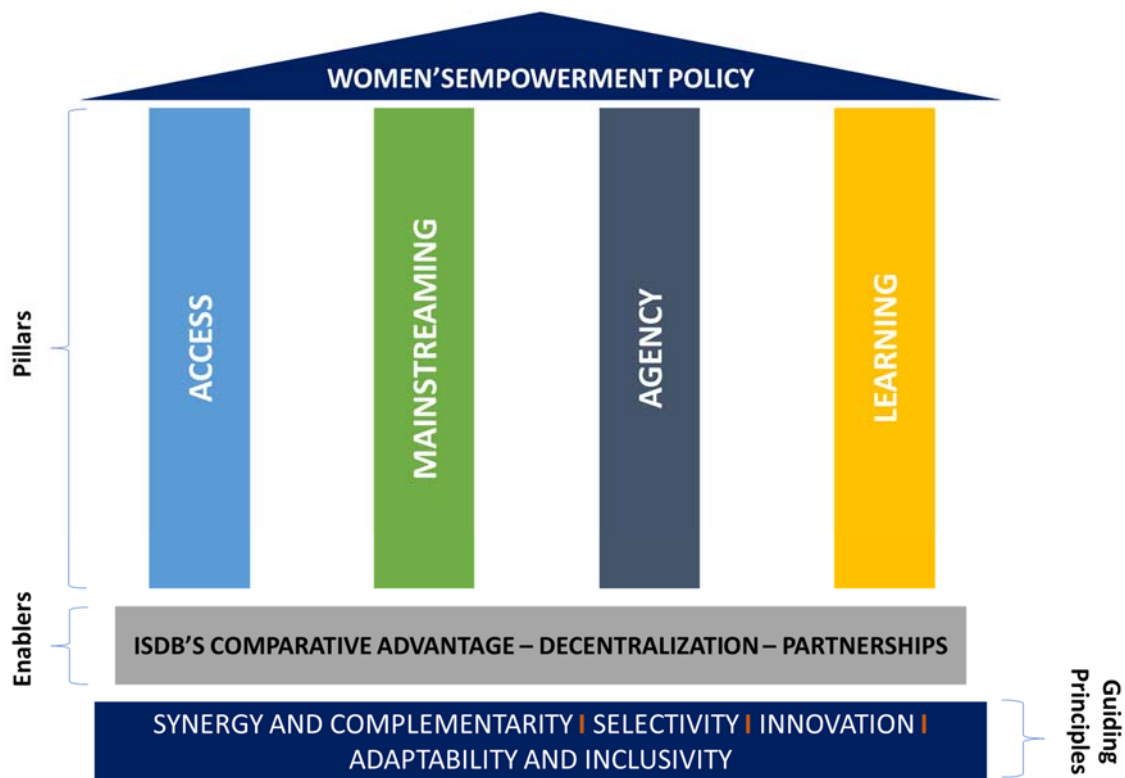 WOMEN'SEMPOWERMENT POLICY
Pillars
ACCESS
MAINSTREAMING
AGENCY
LEARNING
Enablers
ISDB'S COMPARATIVE ADVANTAGE – DECENTRALIZATION – PARTNERSHIPS
SYNERGY AND COMPLEMENTARITY I SELECTIVITY I INNOVATION I
ADAPTABILITY AND INCLUSIVITY
Guiding
Principles